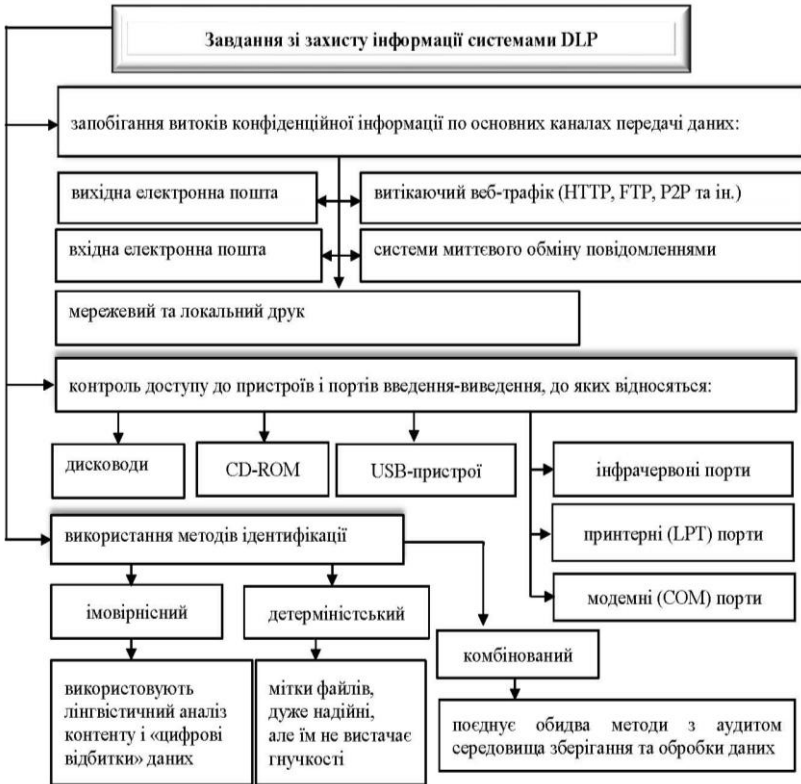 Завдання зі захисту інформації системами DLP
запобігання витоків конфіденційної інформації по основних каналах передачі даних:
вихідна електронна пошта
витікаючий веб-трафік (HTTP, FTP, P2P та ін.)
вхідна електронна пошта
системи миттєвого обміну повідомленнями
мережевий та локальний друк
контроль доступу до пристроїв і портів введення-виведення, до яких відносяться:
дисководи
CD-ROM
USB-пристрої
інфрачервоні порти
принтерні (LPT) порти
модемні (COM) порти
використання методів ідентифікації
імовірнісний
детерміністський
комбінований
використовують
лінгвістичний аналіз
контенту і «цифрові
відбитки» даних
мітки файлів,
дуже надійні,
але їм не вистачає
гнучкості
поєднує обидва методи з аудитом
середовища зберігання та обробки даних